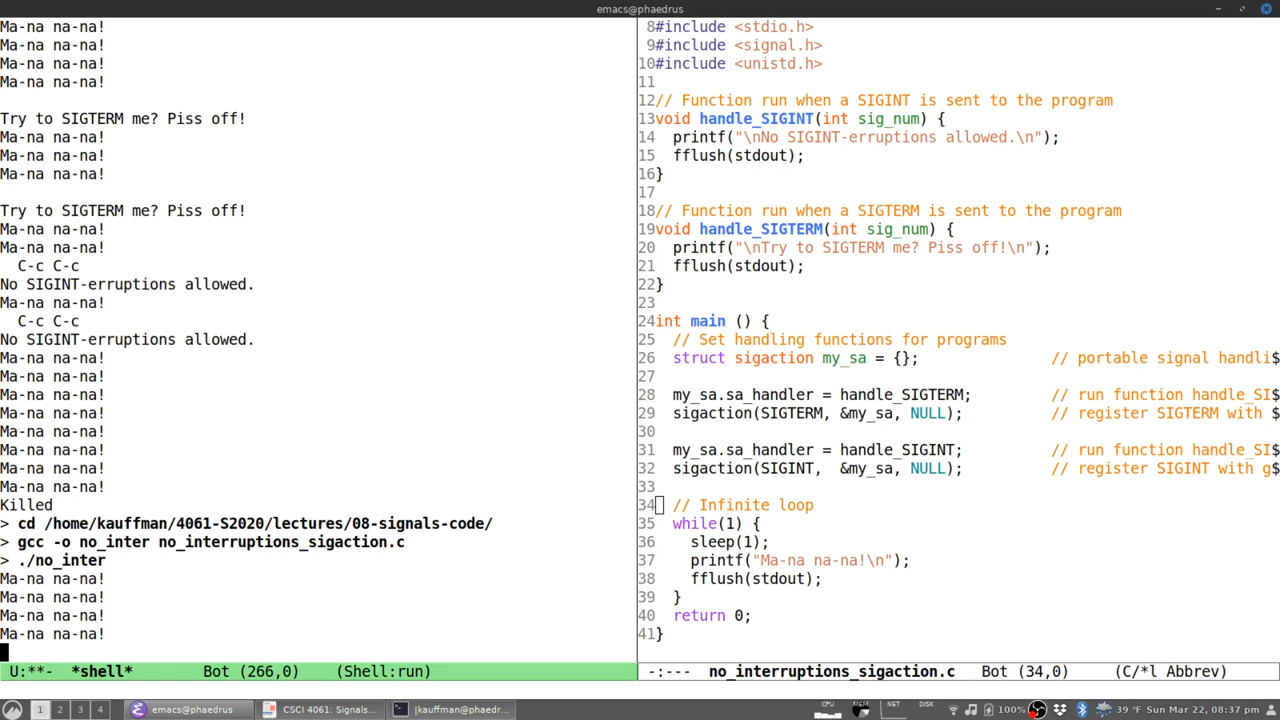 emacs@phaedrus
Ma-na na-na!
Ma-na na-na!
Ma-na na-na!
Ma-na na-na!
Try to SIGTERM me? Piss off!
Ma-na na-na!
Ma-na na-na!
Ma-na na-na!
Try to SIGTERM me? Piss off!
Ma-na na-na!
Ma-na na-na!
C-c C-c
No SIGINT-erruptions allowed.
Ma-na na-na!
C-c C-c
No SIGINT-erruptions allowed.
Ma-na na-na!
Ma-na na-na!
Ma-na na-na!
Ma-na na-na!
Ma-na na-na!
Ma-na na-na!
Ma-na na-na!
Ma-na na-na!
Killed
> cd /home/kauffman/4061-S2020/lectures/08-signals-code/
> gcc -o no_inter no_interruptions_sigaction.c
> ./no_inter
Ma-na na-na!
Ma-na na-na!
Ma-na na-na!
Ma-na na-na!
U:**- *shell* Bot (266,0) (Shell:run)
8#include <stdio.h>
9#include <signal.h>
10#include <unistd.h>
11
12// Function run when a SIGINT is sent to the program
13void handle_SIGINT(int sig_num) {
14 printf("\nNo SIGINT-erruptions allowed.\n");
15 fflush(stdout);
16}
17
18// Function run when a SIGTERM is sent to the program
19void handle_SIGTERM(int sig_num) {
20 printf("\nTry to SIGTERM me? Piss off!\n");
21 fflush(stdout);
22}
23
24int main () {
25 // Set handling functions for programs
26 struct sigaction my_sa = {}; // portable signal handli$
27
28 my_sa.sa_handler = handle_SIGTERM; // run function handle_SI$
29 sigaction(SIGTERM, &my_sa, NULL); // register SIGTERM with $
30
31 my_sa.sa_handler = handle_SIGINT; // run function handle_SI$
32 sigaction(SIGINT, &my_sa, NULL); // register SIGINT with g$
33
34 // Infinite loop
35 while(1) {
36 sleep(1);
37 printf("Ma-na na-na!\n");
38 fflush(stdout);
39 }
40 return 0;
41}
-:--- no_interruptions_sigaction.c Bot (34,0) (C/*l Abbrev)
1 2 3 4 emacs@phaedrus CSCI 4061: Signals... [kauffman@phaedr... CPU MEM NET DISK 100% 39 °F Sun Mar 22, 08:37 pm